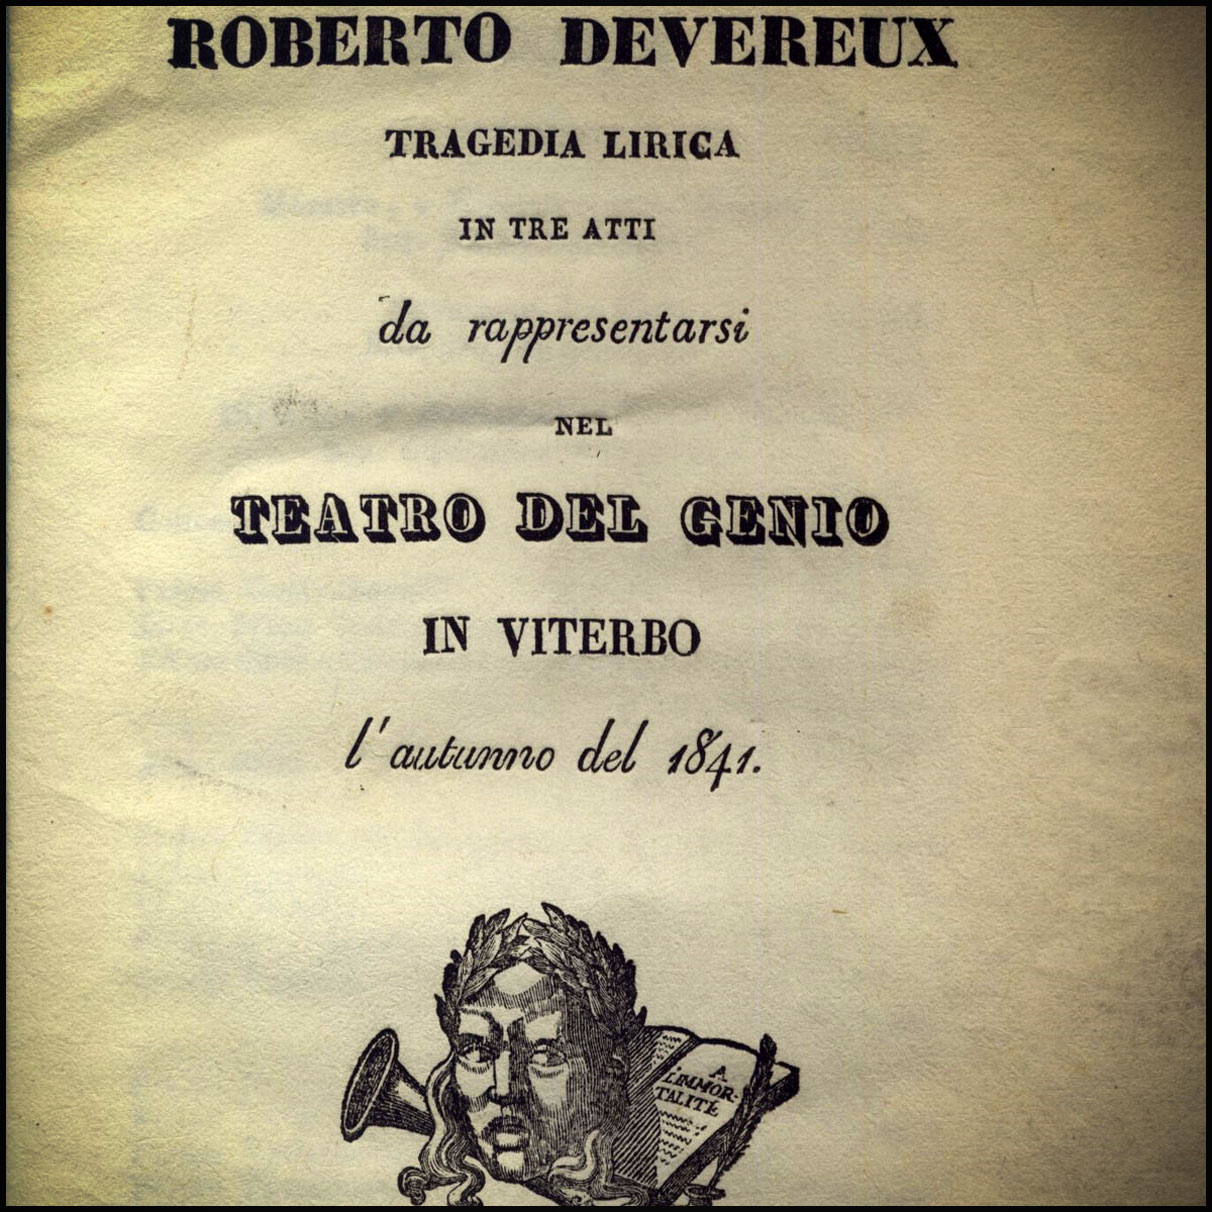 ROBERTO DEVEREUX
TRAGEDIA LIRICA
IN TRE ATTI
da rappresentarsi
NEL
TEATRO DEL GENIO
IN VITERBO
l'autunno del 1841.
A
L'IMMOR-
TALITÉ